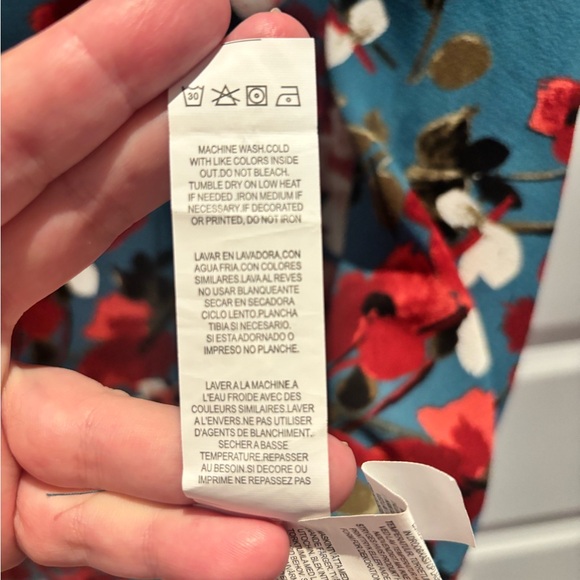 30
MACHINE WASH.COLD
WITH LIKE COLORS INSIDE
OUT.DO NOT BLEACH.
TUMBLE DRY ON LOW HEAT
IF NEEDED .IRON MEDIUM IF
NECESSARY.IF DECORATED
OR PRINTED, DO NOT IRON
LAVAR EN LAVADORA,CON
AGUA FRIA,CON COLORES
SIMILARES.LAVA AL REVES
NO USAR BLANQUEANTE
SECAR EN SECADORA
CICLO LENTO.PLANCHA
TIBIA,SI NECESARIO.
SI ESTA ADORNADO O
IMPRESO NO PLANCHE.
LAVER A LA MACHINE.A
L'EAU FROIDE AVEC DES
COULEURS SIMILARES.LAVER
A L'EVERS.NE PAS UTILISER
D'AGENTS DE BLANCHIMENT.
SECHER A BASSE
TEMPERATURE.REPASSER
AU BESOIN.SI DECORE OU
IMPRIME NE REPASSEZ PAS